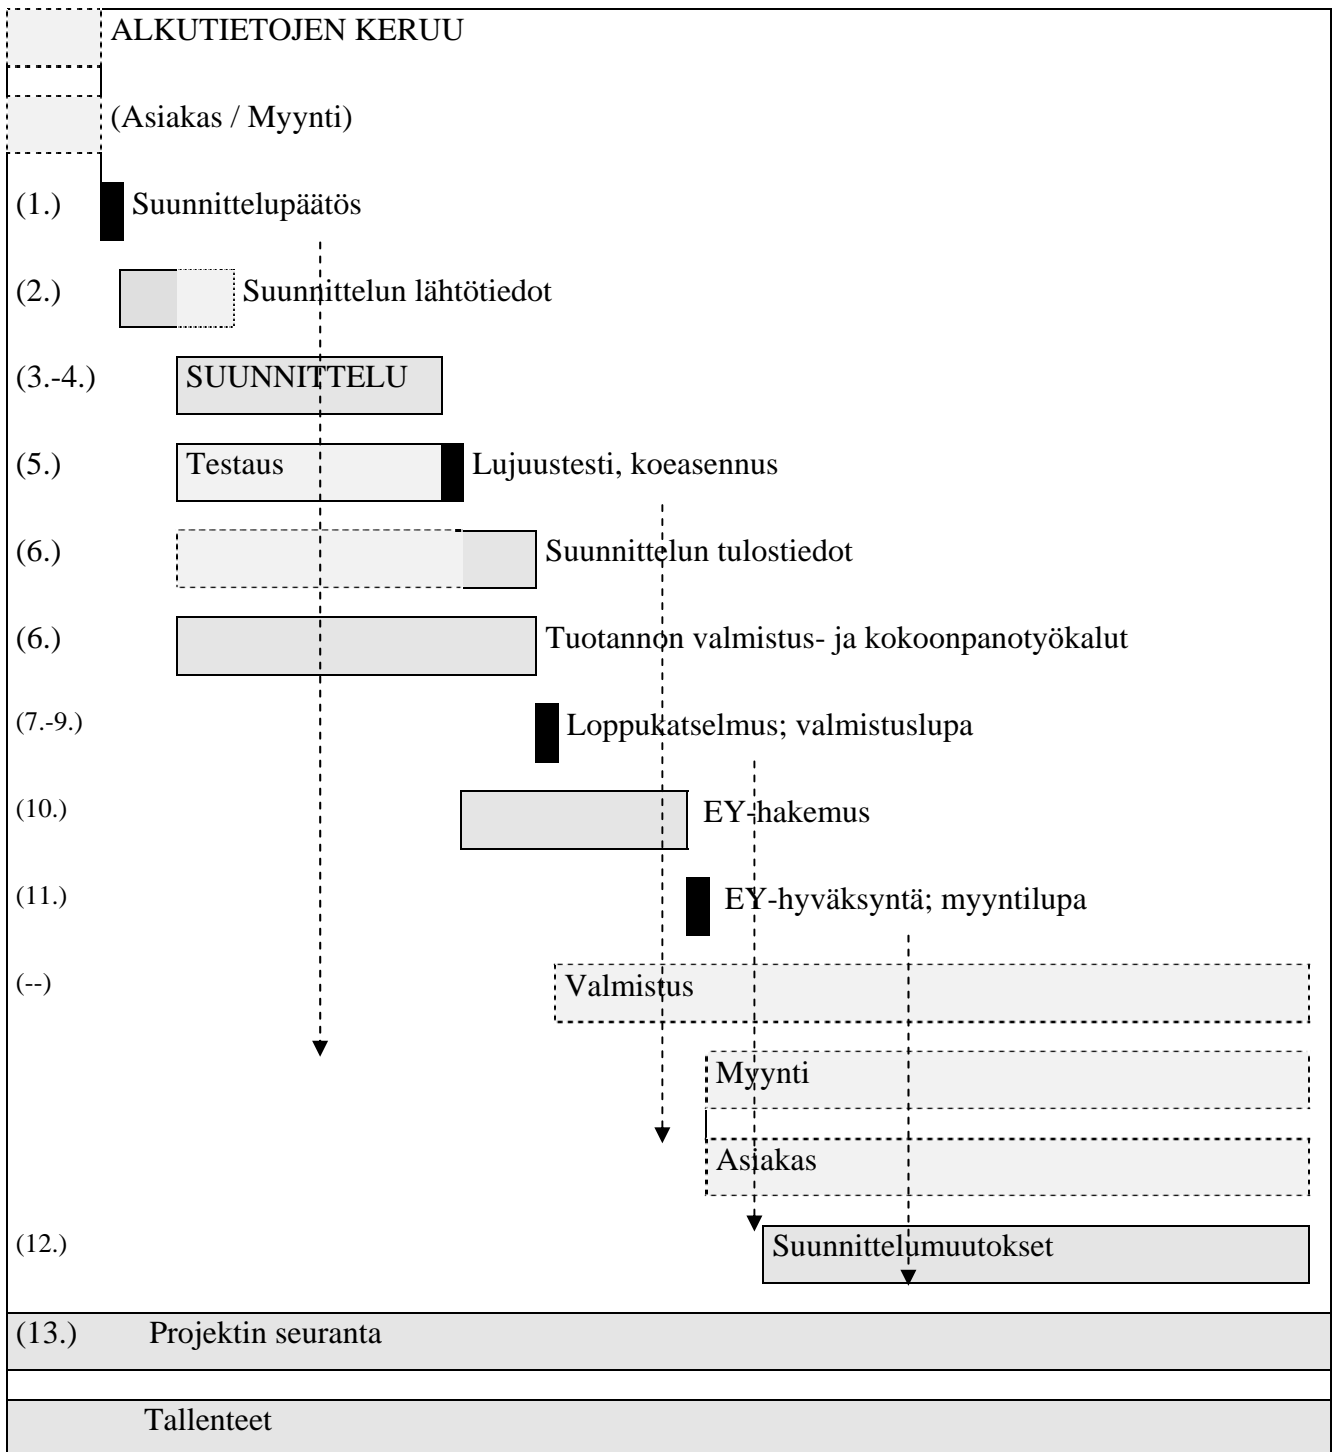 ALKUTIETOJEN KERUU
(Asiakas / Myynti)
(1.) Suunnittelupäätös
(2.) Suunnittelun lähtötiedot
(3.-4.) SUUNNITTELU
(5.) Testaus Lujuustesti, koeasennus
(6.) Suunnittelun tulostiedot
(6.) Tuotannon valmistus- ja kokoonpanotyökalut
(7.-9.) Loppukatselmus; valmistuslupa
(10.) EY-hakemus
(11.) EY-hyväksyntä; myyntilupa
(--) Valmistus
Myynti
Asiakas
(12.) Suunnittelumuutokset
(13.) Projektin seuranta
Tallenteet